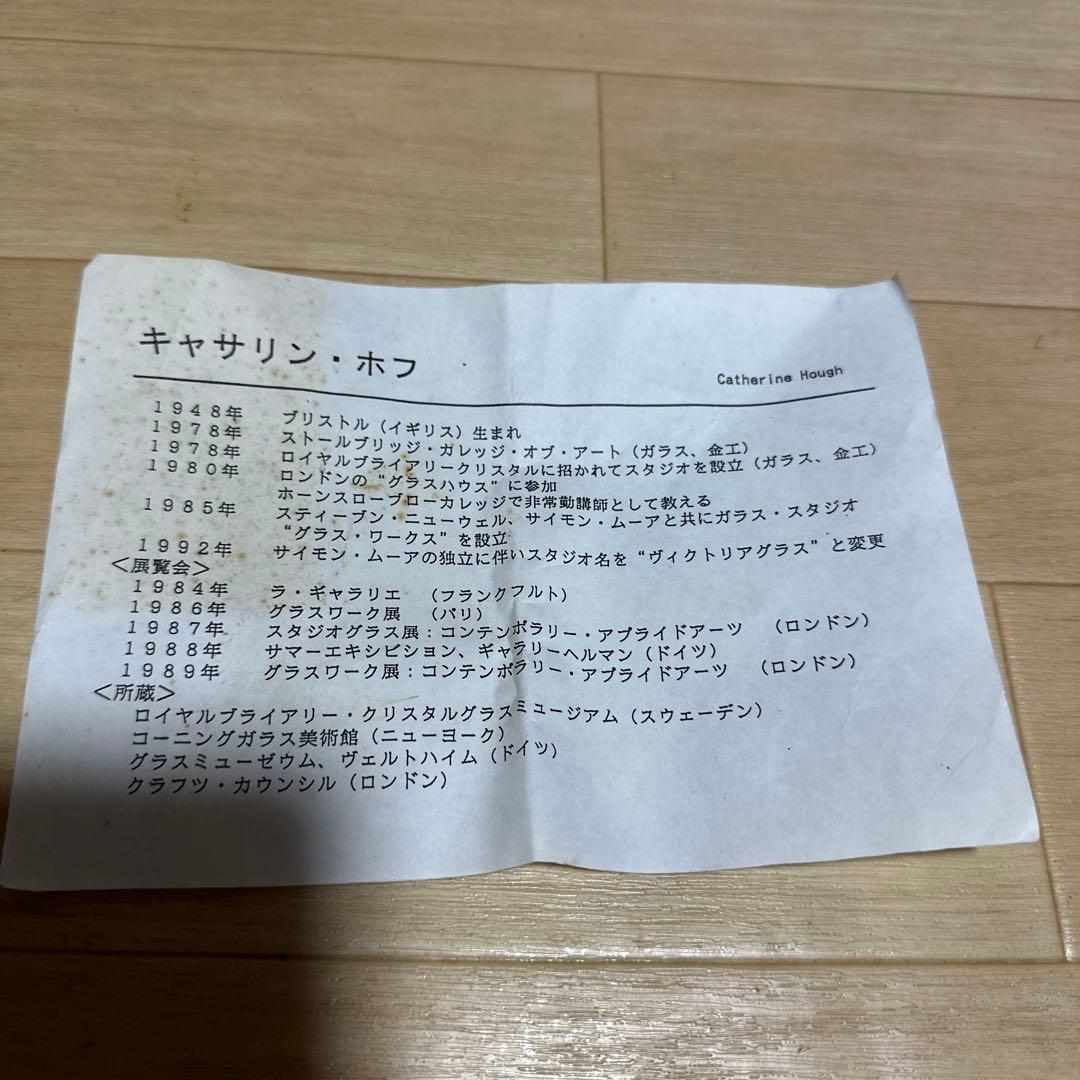 キャサリン・ホフ
Catherine Hough
１９４８年 ブリストル（イギリス）生まれ
１９７８年 ストールブリッジ・カレッジ・オブ・アート（ガラス、金工）
１９７８年 ロイヤルブライアリークリスタルに招かれてスタジオを設立（ガラス、金工）
１９８０年 ロンドンの“グラスハウス”に参加
ホーンスローブローカレッジで非常勤講師として教える
１９８５年 スティーブン・ニューウェル、サイモン・ムーアと共にガラス・スタジオ
“グラス・ワークス”を設立
１９９２年 サイモン・ムーアの独立に伴いスタジオ名を“ヴィクトリアグラス”と変更
＜展覧会＞
１９８４年 ラ・ギャラリエ （フランクフルト）
１９８６年 グラスワーク展 （パリ）
１９８７年 スタジオグラス展：コンテンポラリー・アプライドアーツ （ロンドン）
１９８８年 サマーエキシビション、ギャラリーヘルマン（ドイツ）
１９８９年 グラスワーク展：コンテンポラリー・アプライドアーツ （ロンドン）
＜所蔵＞
ロイヤルブライアリー・クリスタルグラスミュージアム（スウェーデン）
コーニングガラス美術館（ニューヨーク）
グラスミューゼウム、ヴェルトハイム（ドイツ）
クラフツ・カウンシル（ロンドン）